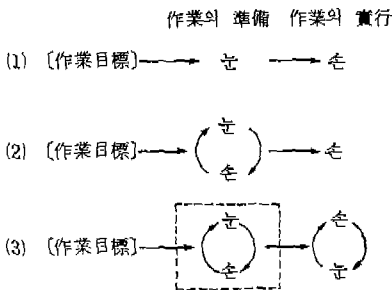 作業의 準備 作業의 實行
(1) 〔作業目標〕 눈 손
눈
(2) 〔作業目標〕 손
손
눈 손
(3) 〔作業目標〕
손 눈